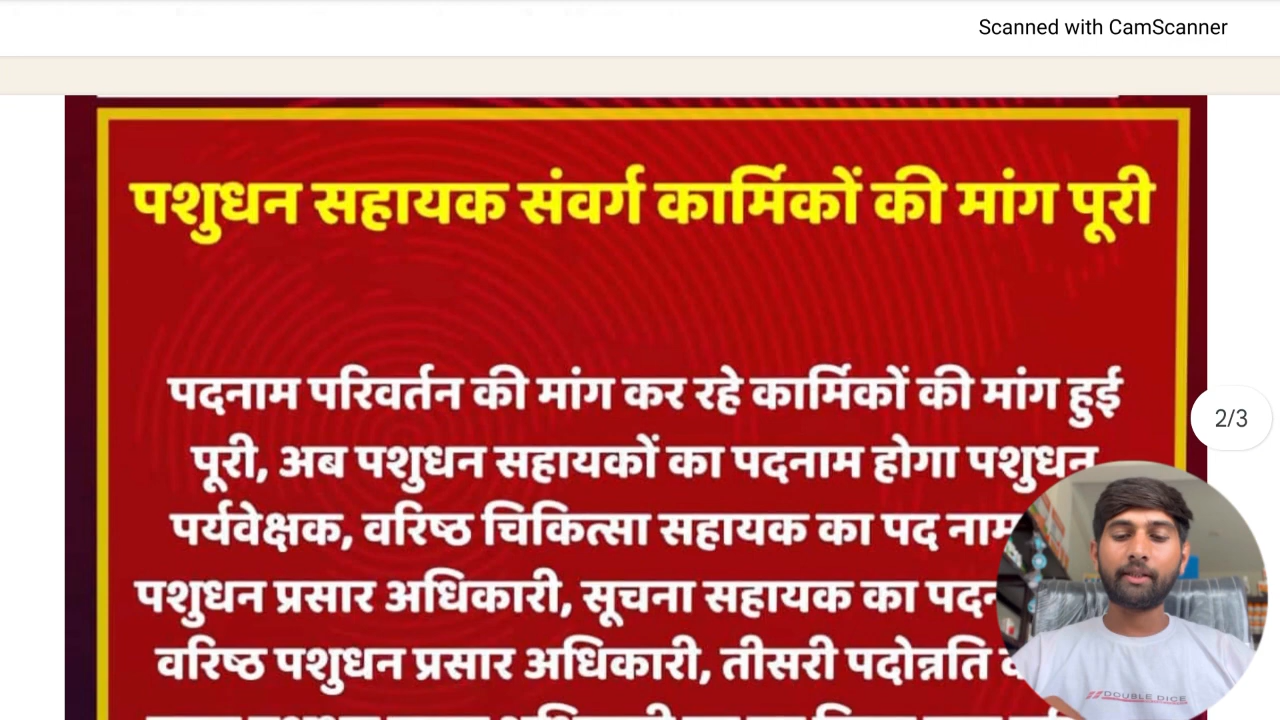 Scanned with CamScanner
पशुधन सहायक संवर्ग कार्मिकों की मांग पूरी
पदनाम परिवर्तन की मांग कर रहे कार्मिकों की मांग हुई
पूरी, अब पशुधन सहायकों का पदनाम होगा पशुधन
2/3
पर्यवेक्षक, वरिष्ठ चिकित्सा सहायक का पद नाम
पशुधन प्रसार अधिकारी, सूचना सहायक का
वरिष्ठ पशुधन प्रसार अधिकारी, तीसरी पदोन्नति
DOUBLE DICE